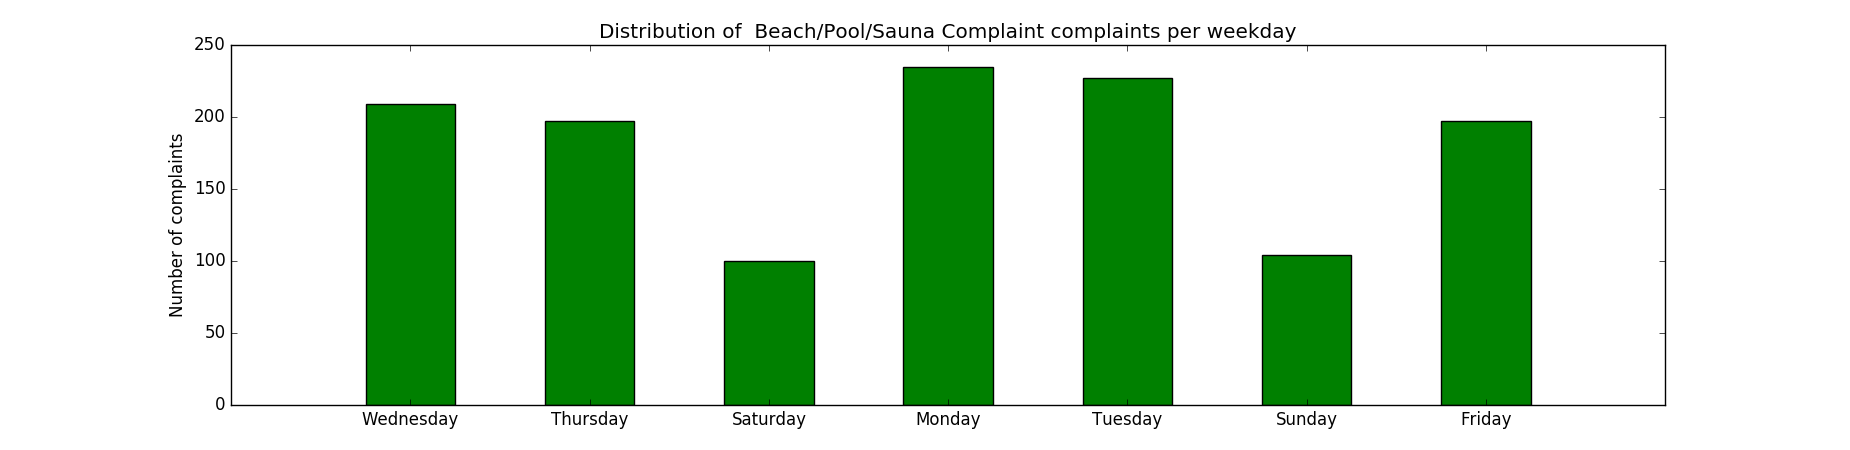 Distribution of  Beach/Pool/Sauna Complaint complaints per weekday
250
200
150
100
50
0
Number of complaints
Wednesday Thursday Saturday Monday Tuesday Sunday Friday